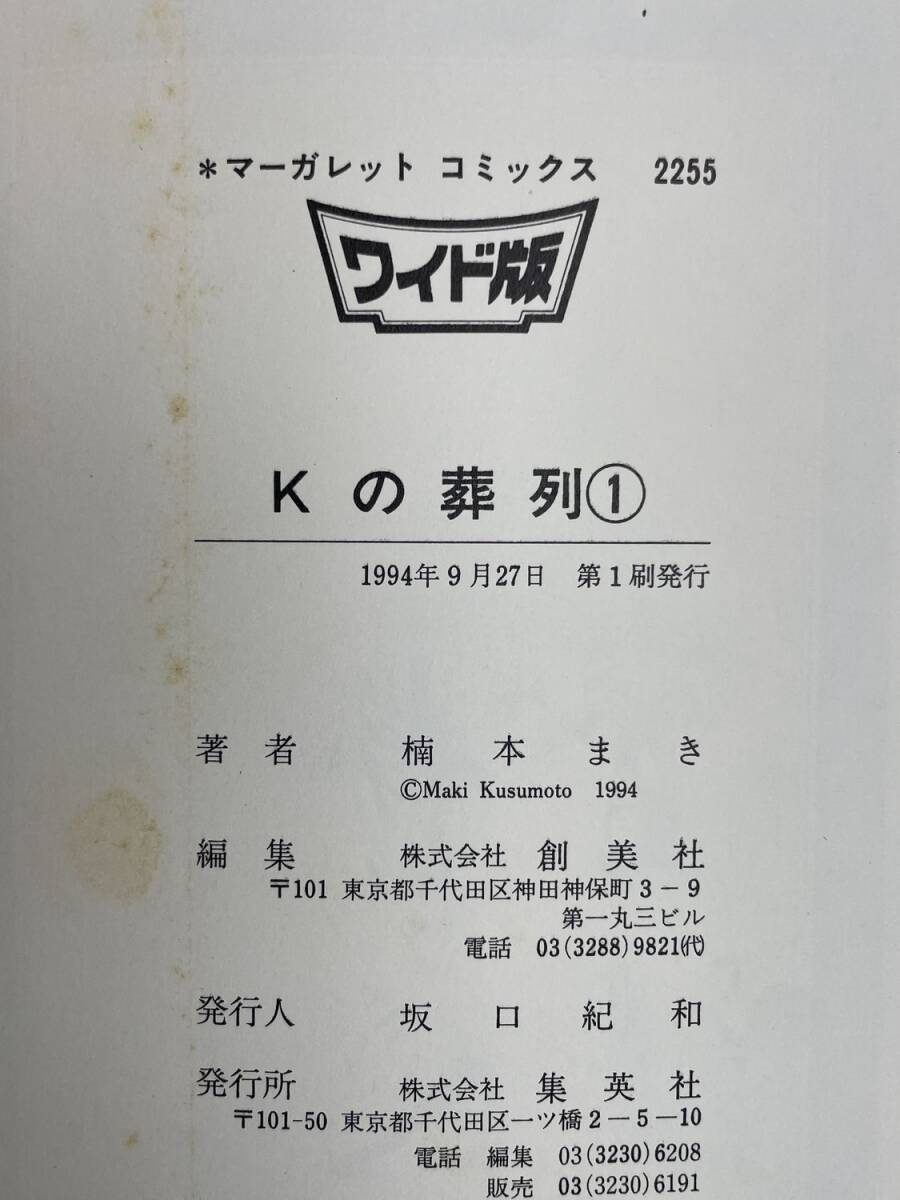 ＊マーガレット コミックス 2255
ワイド版
Kの葬列①
1994年9月27日 第1刷発行
著者 楠本まき
©Maki Kusumoto 1994
編集 株式会社 創美社
〒101 東京都千代田区神田神保町3－9
第一丸三ビル
電話 03(3288)9821㈹
発行人 坂口紀和
発行所 株式会社 集英社
〒101-50 東京都千代田区一ツ橋2－5－10
電話 編集 03(3230)6208
販売 03(3230)6191